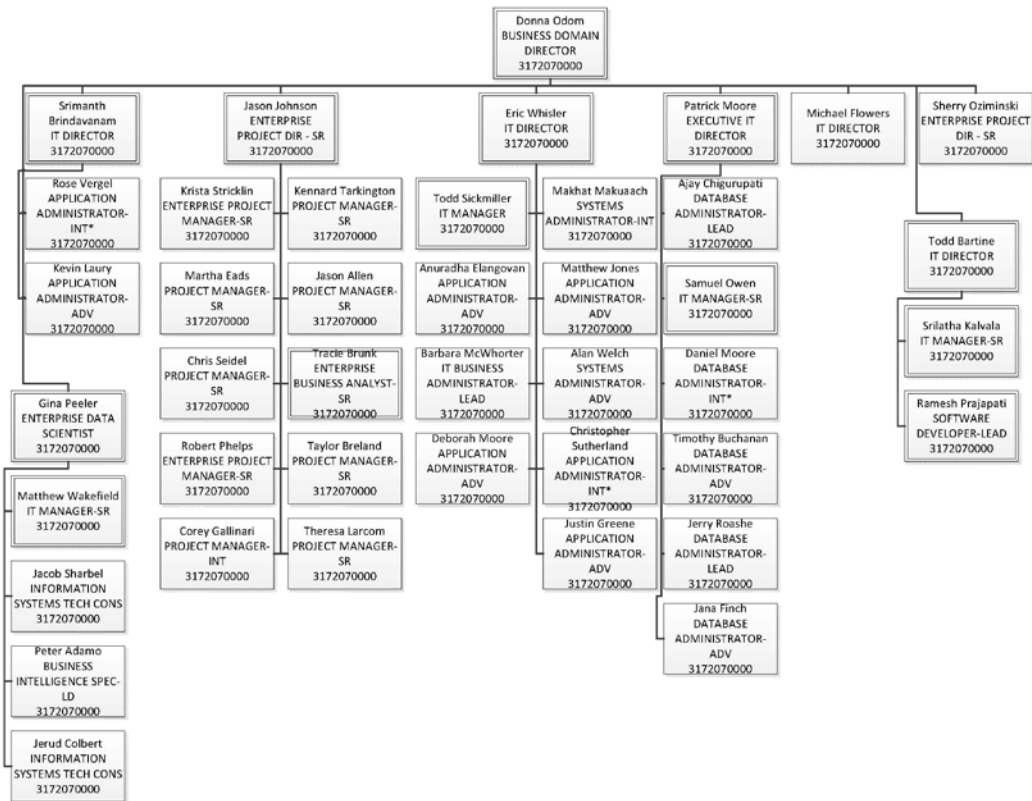 Donna Odom
BUSINESS DOMAIN
DIRECTOR
3172070000
Srimanth
Brindavanam
IT DIRECTOR
3172070000
Jason Johnson
ENTERPRISE
PROJECT DIR - SR
3172070000
Eric Whisler
IT DIRECTOR
3172070000
Patrick Moore
EXECUTIVE IT
DIRECTOR
3172070000
Michael Flowers
IT DIRECTOR
3172070000
Sherry Oziminski
ENTERPRISE PROJECT
DIR - SR
3172070000
Rose Vergel
APPLICATION
ADMINISTRATOR-
INT*
3172070000
Kevin Laury
APPLICATION
ADMINISTRATOR-
ADV
3172070000
Gina Peeler
ENTERPRISE DATA
SCIENTIST
3172070000
Matthew Wakefield
IT MANAGER-SR
3172070000
Jacob Sharbel
INFORMATION
SYSTEMS TECH CONS
3172070000
Peter Adamo
BUSINESS
INTELLIGENCE SPEC-
LD
3172070000
Jerud Colbert
INFORMATION
SYSTEMS TECH CONS
3172070000
Krista Stricklin
ENTERPRISE PROJECT
MANAGER-SR
3172070000
Kennard Tarkington
PROJECT MANAGER-
SR
3172070000
Martha Eads
PROJECT MANAGER-
SR
3172070000
Jason Allen
PROJECT MANAGER-
SR
3172070000
Chris Seidel
PROJECT MANAGER-
SR
3172070000
Tracie Brunk
ENTERPRISE
BUSINESS ANALYST-
SR
3172070000
Robert Phelps
ENTERPRISE PROJECT
MANAGER-SR
3172070000
Taylor Breland
PROJECT MANAGER-
SR
3172070000
Corey Gallinari
PROJECT MANAGER-
INT
3172070000
Theresa Larcom
PROJECT MANAGER-
SR
3172070000
Todd Sickmiller
IT MANAGER
3172070000
Makhat Makuaach
SYSTEMS
ADMINISTRATOR-INT
3172070000
Anuradha Elangovan
APPLICATION
ADMINISTRATOR-
ADV
3172070000
Matthew Jones
APPLICATION
ADMINISTRATOR-
ADV
3172070000
Barbara McWhorter
IT BUSINESS
ADMINISTRATOR-
LEAD
3172070000
Alan Welch
SYSTEMS
ADMINISTRATOR-
ADV
3172070000
Deborah Moore
APPLICATION
ADMINISTRATOR-
ADV
3172070000
Christopher
Sutherland
APPLICATION
ADMINISTRATOR-
INT*
3172070000
Justin Greene
APPLICATION
ADMINISTRATOR-
ADV
3172070000
Ajay Chigurupati
DATABASE
ADMINISTRATOR-
LEAD
3172070000
Samuel Owen
IT MANAGER-SR
3172070000
Daniel Moore
DATABASE
ADMINISTRATOR-
INT*
3172070000
Timothy Buchanan
DATABASE
ADMINISTRATOR-
ADV
3172070000
Jerry Roashe
DATABASE
ADMINISTRATOR-
LEAD
3172070000
Jana Finch
DATABASE
ADMINISTRATOR-
ADV
3172070000
Todd Bartine
IT DIRECTOR
3172070000
Srilatha Kalvala
IT MANAGER-SR
3172070000
Ramesh Prajapati
SOFTWARE
DEVELOPER-LEAD
3172070000